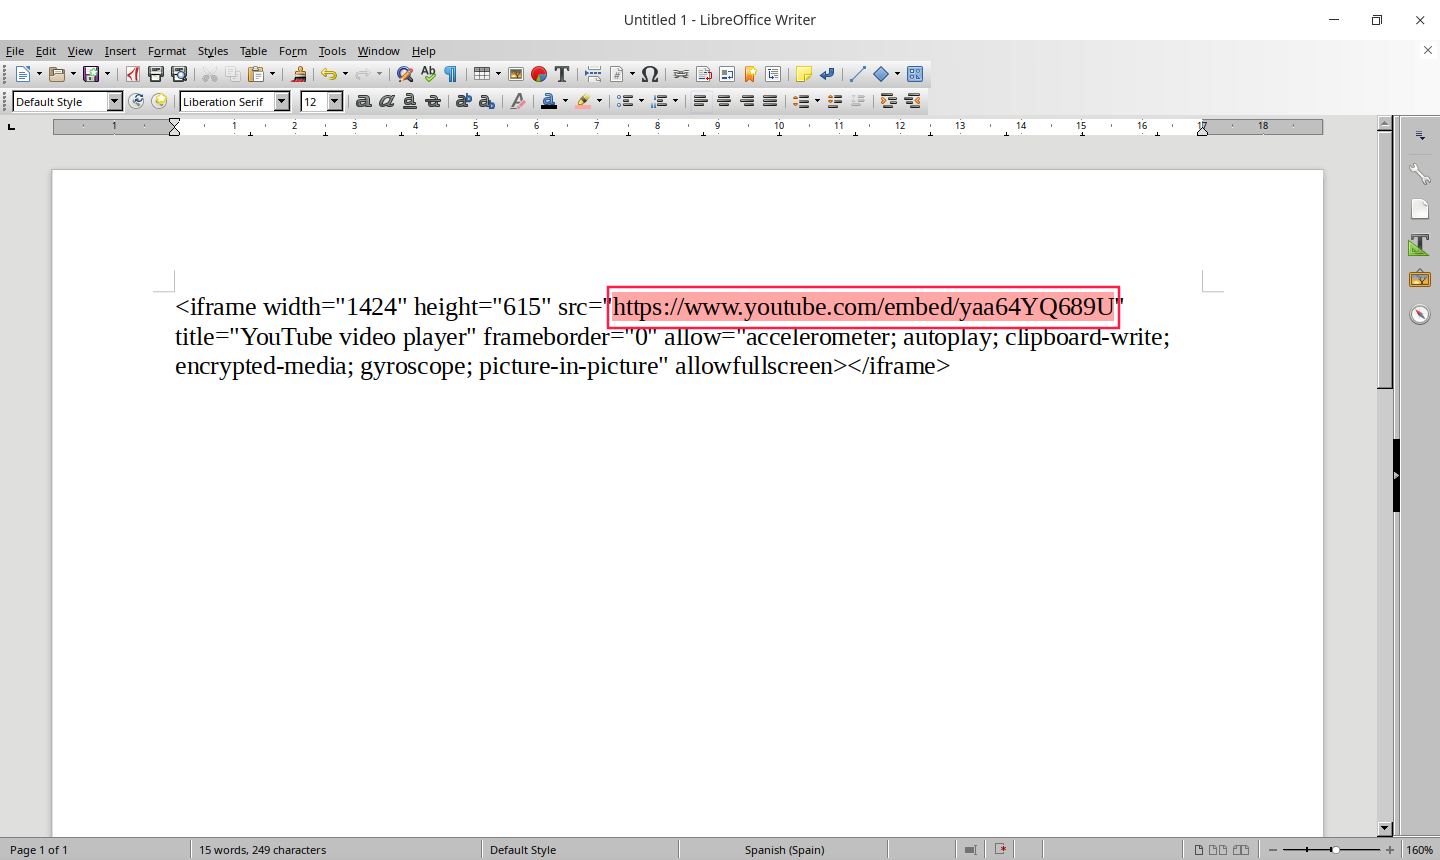 Untitled 1 - LibreOffice Writer
File Edit View Insert Format Styles Table Form Tools Window Help
Default Style Liberation Serif 12
1 1 2 3 4 5 6 7 8 9 10 11 12 13 14 15 16 17 18
<iframe width="1424" height="615" src="https://www.youtube.com/embed/yaa64YQ689U"
title="YouTube video player" frameborder="0" allow="accelerometer; autoplay; clipboard-write;
encrypted-media; gyroscope; picture-in-picture" allowfullscreen></iframe>
Page 1 of 1 15 words, 249 characters Default Style Spanish (Spain) 160%